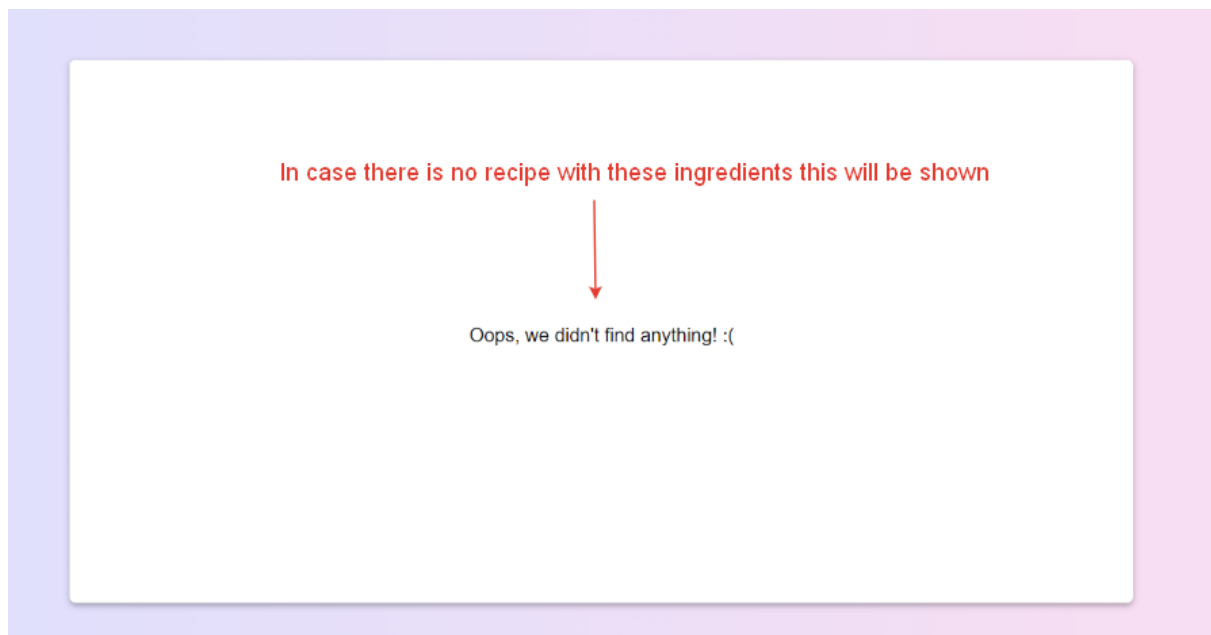 In case there is no recipe with these ingredients this will be shown
Oops, we didn't find anything! :(